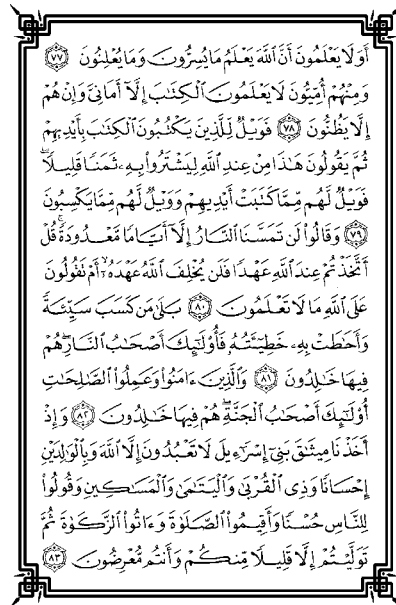 أَوَلَا يَعْلَمُونَ أَنَّ ٱللَّهَ يَعْلَمُ مَا يُسِرُّونَ وَمَا يُعْلِنُونَ ٧٧
وَمِنْهُمْ أُمِّيُّونَ لَا يَعْلَمُونَ ٱلْكِتَٰبَ إِلَّآ أَمَانِىَّ وَإِنْ هُمْ
إِلَّا يَظُنُّونَ ٧٨ فَوَيْلٌ لِّلَّذِينَ يَكْتُبُونَ ٱلْكِتَٰبَ بِأَيْدِيهِمْ
ثُمَّ يَقُولُونَ هَٰذَا مِنْ عِندِ ٱللَّهِ لِيَشْتَرُوا۟ بِهِۦ ثَمَنًا قَلِيلًا ۖ
فَوَيْلٌ لَّهُم مِّمَّا كَتَبَتْ أَيْدِيهِمْ وَوَيْلٌ لَّهُم مِّمَّا يَكْسِبُونَ
٧٩ وَقَالُوا۟ لَن تَمَسَّنَا ٱلنَّارُ إِلَّآ أَيَّامًا مَّعْدُودَةً ۚ قُلْ
أَتَّخَذْتُمْ عِندَ ٱللَّهِ عَهْدًا فَلَن يُخْلِفَ ٱللَّهُ عَهْدَهُۥٓ ۖ أَمْ تَقُولُونَ
عَلَى ٱللَّهِ مَا لَا تَعْلَمُونَ ٨٠ بَلَىٰ مَن كَسَبَ سَيِّئَةً
وَأَحَٰطَتْ بِهِۦ خَطِيٓـَٔتُهُۥ فَأُو۟لَٰٓئِكَ أَصْحَٰبُ ٱلنَّارِ ۖ هُمْ
فِيهَا خَٰلِدُونَ ٨١ وَٱلَّذِينَ ءَامَنُوا۟ وَعَمِلُوا۟ ٱلصَّٰلِحَٰتِ
أُو۟لَٰٓئِكَ أَصْحَٰبُ ٱلْجَنَّةِ ۖ هُمْ فِيهَا خَٰلِدُونَ ٨٢ وَإِذْ
أَخَذْنَا مِيثَٰقَ بَنِىٓ إِسْرَٰٓءِيلَ لَا تَعْبُدُونَ إِلَّا ٱللَّهَ وَبِٱلْوَٰلِدَيْنِ
إِحْسَانًا وَذِى ٱلْقُرْبَىٰ وَٱلْيَتَٰمَىٰ وَٱلْمَسَٰكِينِ وَقُولُوا۟
لِلنَّاسِ حُسْنًا وَأَقِيمُوا۟ ٱلصَّلَوٰةَ وَءَاتُوا۟ ٱلزَّكَوٰةَ ثُمَّ
تَوَلَّيْتُمْ إِلَّا قَلِيلًا مِّنكُمْ وَأَنتُم مُّعْرِضُونَ ٨٣